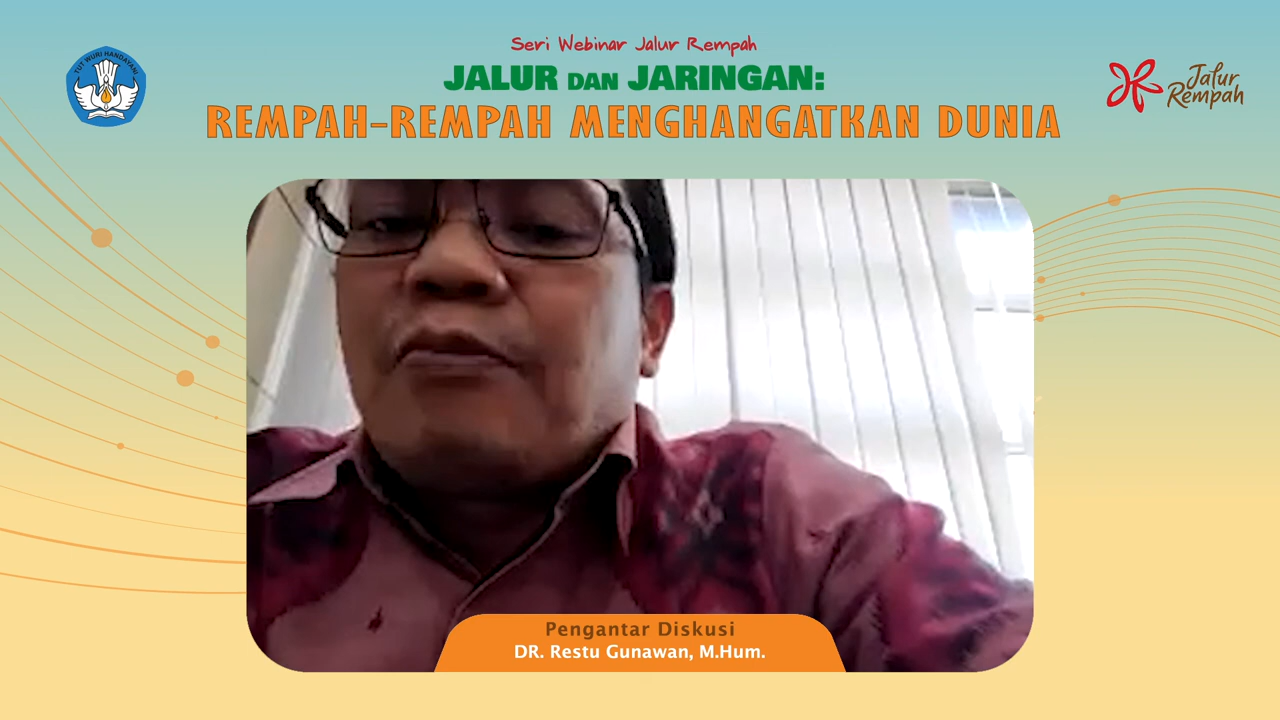 Seri Webinar Jalur Rempah
JALUR DAN JARINGAN:
REMPAH-REMPAH MENGHANGATKAN DUNIA
TUT WURI HANDAYANI
Jalur
Rempah
Pengantar Diskusi
DR. Restu Gunawan, M.Hum.